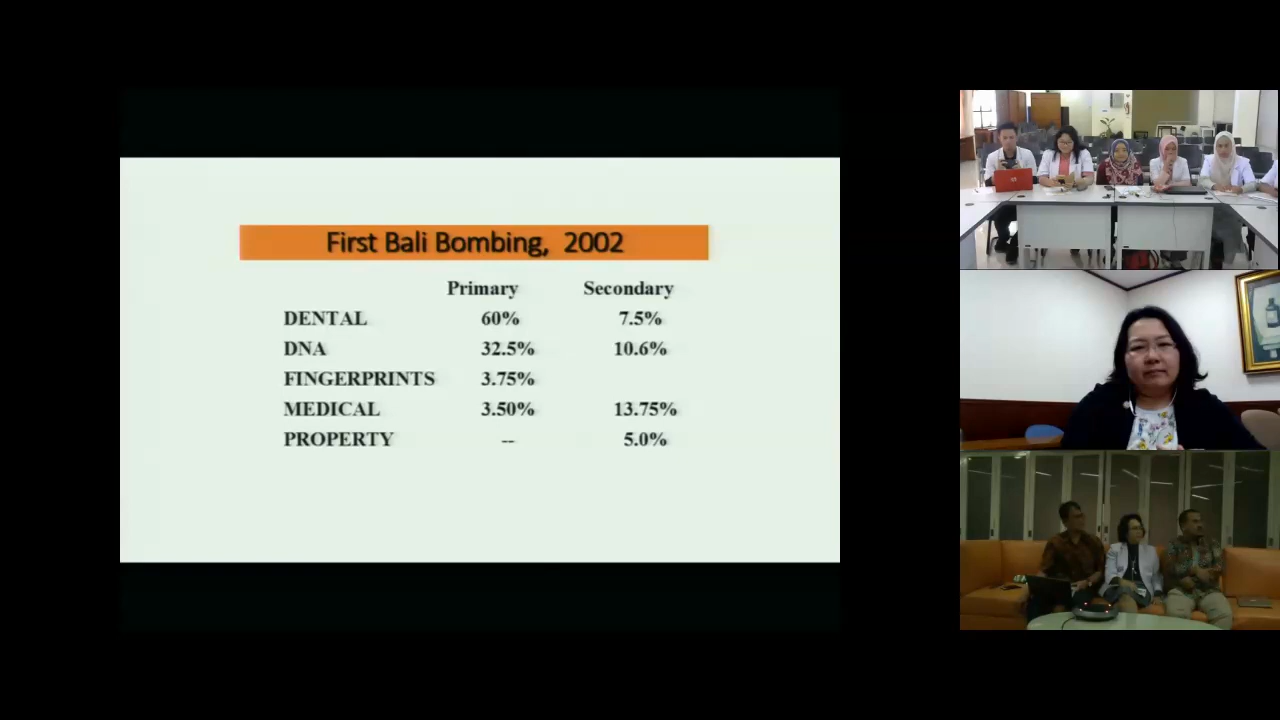 First Bali Bombing, 2002
Primary Secondary
DENTAL 60% 7.5%
DNA 32.5% 10.6%
FINGERPRINTS 3.75%
MEDICAL 3.50% 13.75%
PROPERTY -- 5.0%